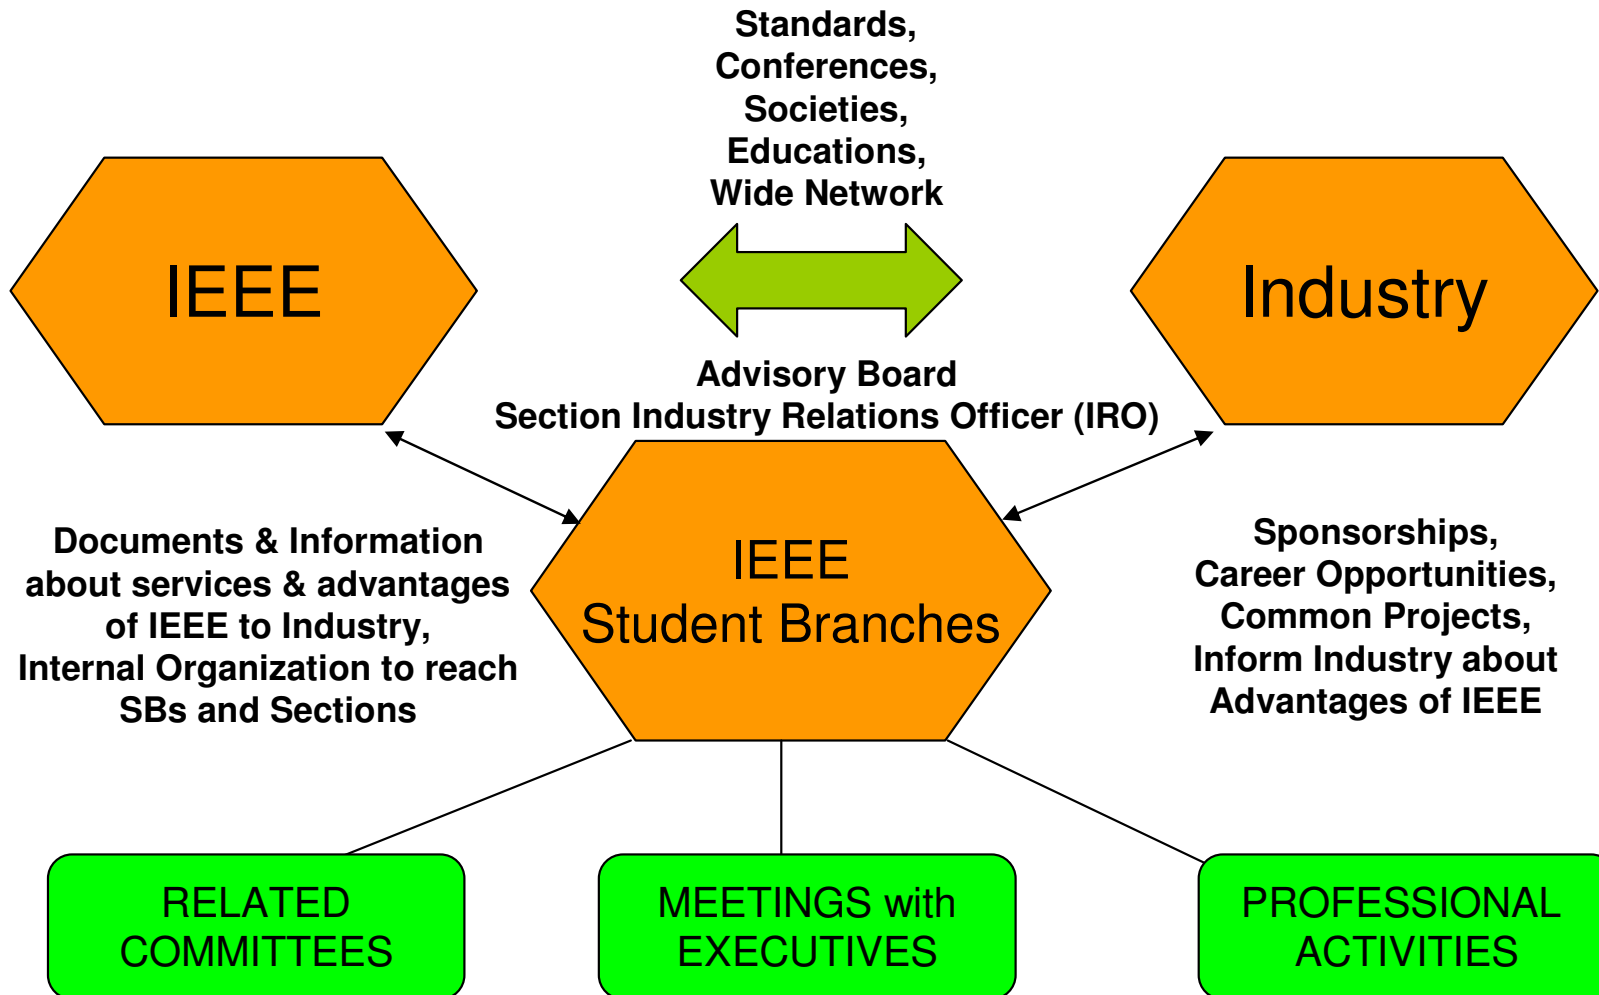 Standards,
Conferences,
Societies,
Educations,
Wide Network
IEEE
Industry
Advisory Board
Section Industry Relations Officer (IRO)
Documents & Information
about services & advantages
of IEEE to Industry,
Internal Organization to reach
SBs and Sections
IEEE
Student Branches
Sponsorships,
Career Opportunities,
Common Projects,
Inform Industry about
Advantages of IEEE
RELATED
COMMITTEES
MEETINGS with
EXECUTIVES
PROFESSIONAL
ACTIVITIES